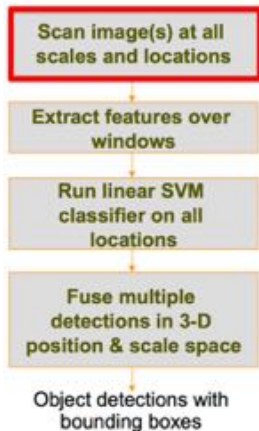 Scan image(s) at all
scales and locations
Extract features over
windows
Run linear SVM
classifier on all
locations
Fuse multiple
detections in 3-D
position & scale space
Object detections with
bounding boxes